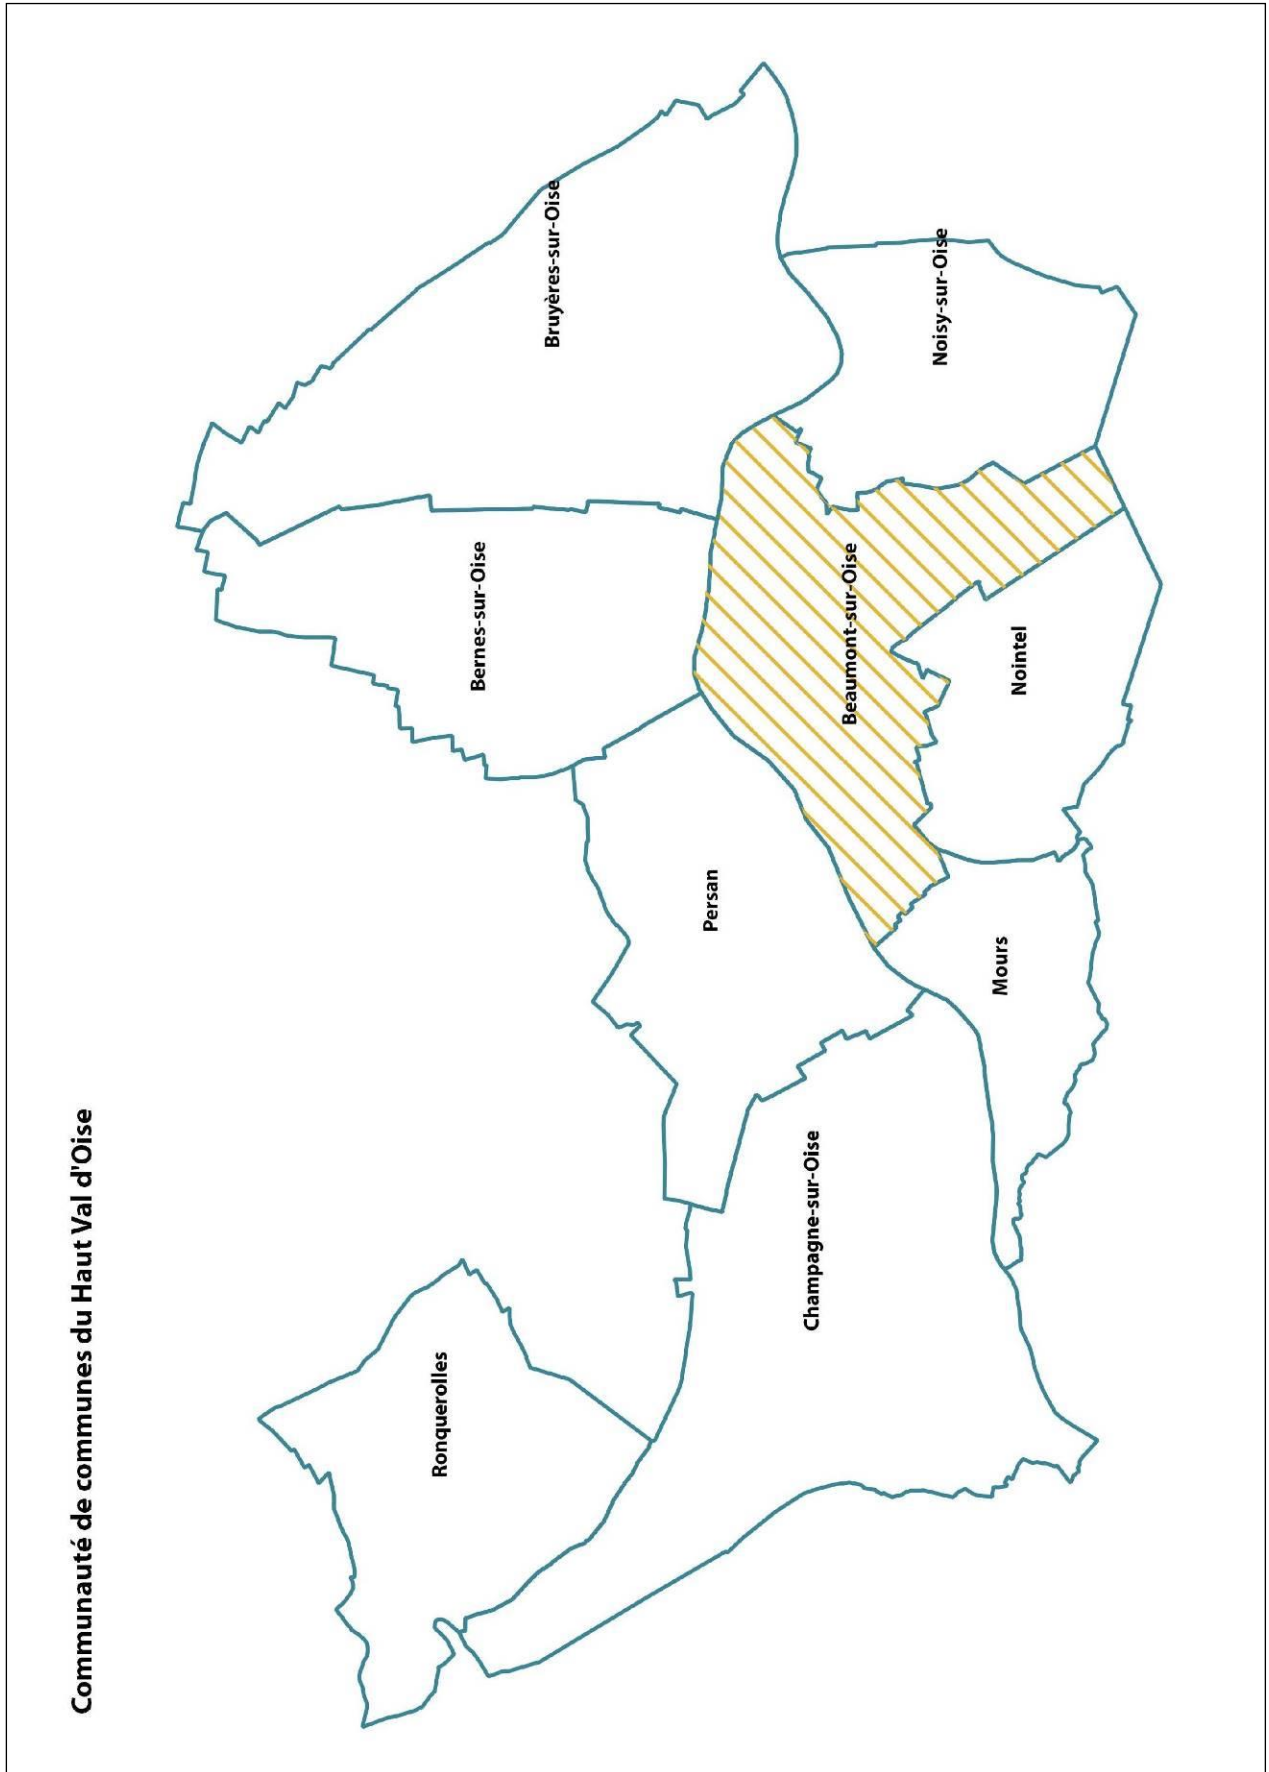 Communauté de communes du Haut Val d'Oise
Ronquerolles
Bernes-sur-Oise
Bruyères-sur-Oise
Persan
Champagne-sur-Oise
Beaumont-sur-Oise
Noisy-sur-Oise
Mours
Nointel